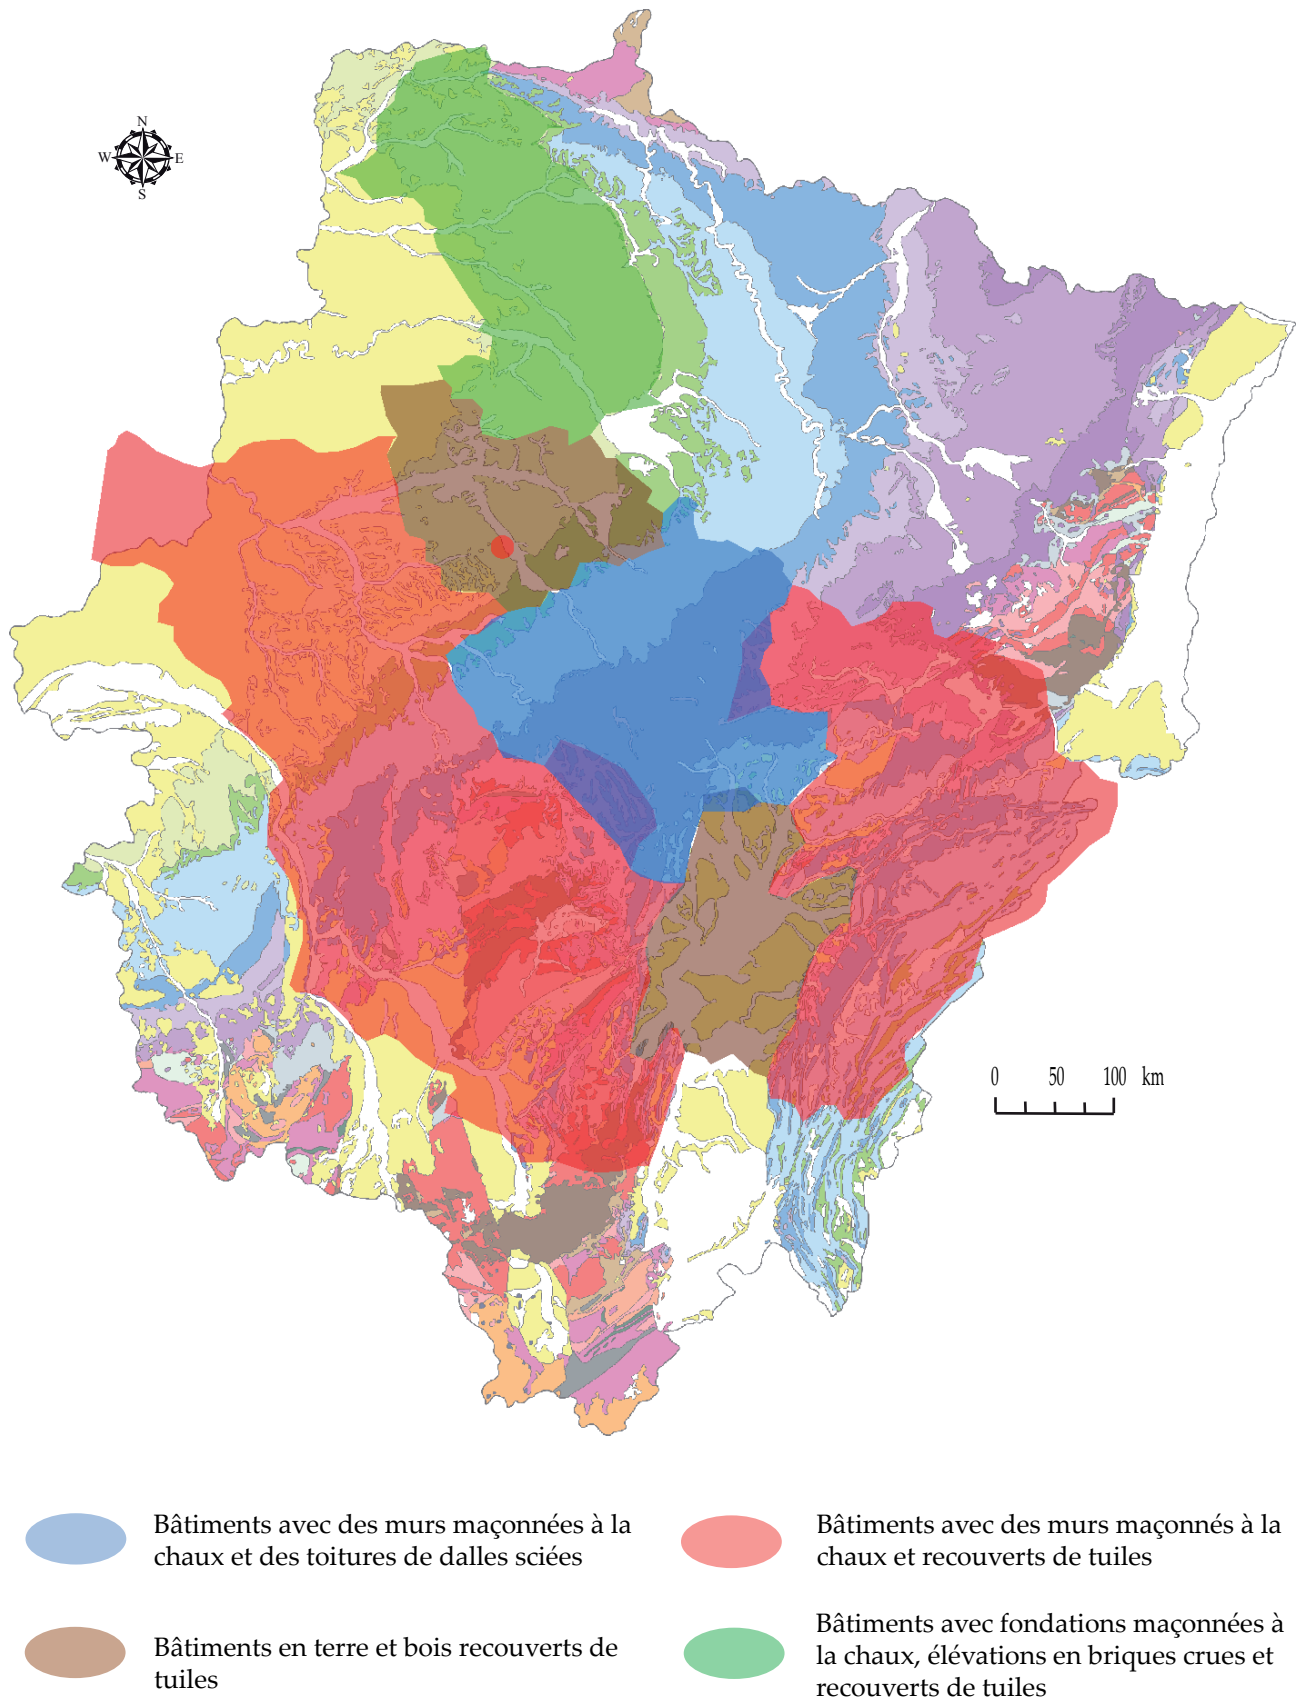 N
W E
S
0 50 100 km
Bâtiments avec des murs maçonnées à la
chaux et des toitures de dalles sciées
Bâtiments avec des murs maçonnés à la
chaux et recouverts de tuiles
Bâtiments en terre et bois recouverts de
tuiles
Bâtiments avec fondations maçonnées à
la chaux, élévations en briques crues et
recouverts de tuiles